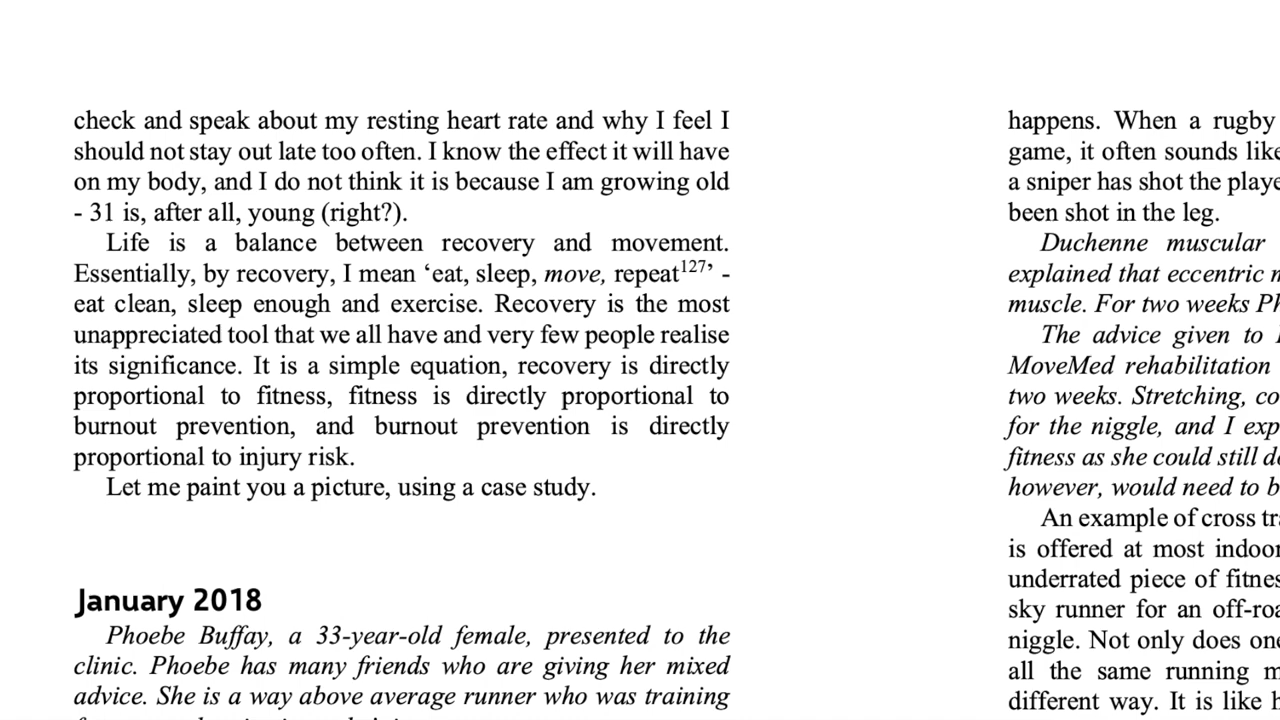 check and speak about my resting heart rate and why I feel I
should not stay out late too often. I know the effect it will have
on my body, and I do not think it is because I am growing old
- 31 is, after all, young (right?).
Life is a balance between recovery and movement.
Essentially, by recovery, I mean ‘eat, sleep, move, repeat¹²⁷’ -
eat clean, sleep enough and exercise. Recovery is the most
unappreciated tool that we all have and very few people realise
its significance. It is a simple equation, recovery is directly
proportional to fitness, fitness is directly proportional to
burnout prevention, and burnout prevention is directly
proportional to injury risk.
Let me paint you a picture, using a case study.
January 2018
Phoebe Buffay, a 33-year-old female, presented to the
clinic. Phoebe has many friends who are giving her mixed
advice. She is a way above average runner who was training
happens. When a rugby
game, it often sounds like
a sniper has shot the playe
been shot in the leg.
Duchenne muscular
explained that eccentric m
muscle. For two weeks Ph
The advice given to
MoveMed rehabilitation
two weeks. Stretching, co
for the niggle, and I exp
fitness as she could still do
however, would need to b
An example of cross tra
is offered at most indoor
underrated piece of fitnes
sky runner for an off-roa
niggle. Not only does one
all the same running m
different way. It is like h